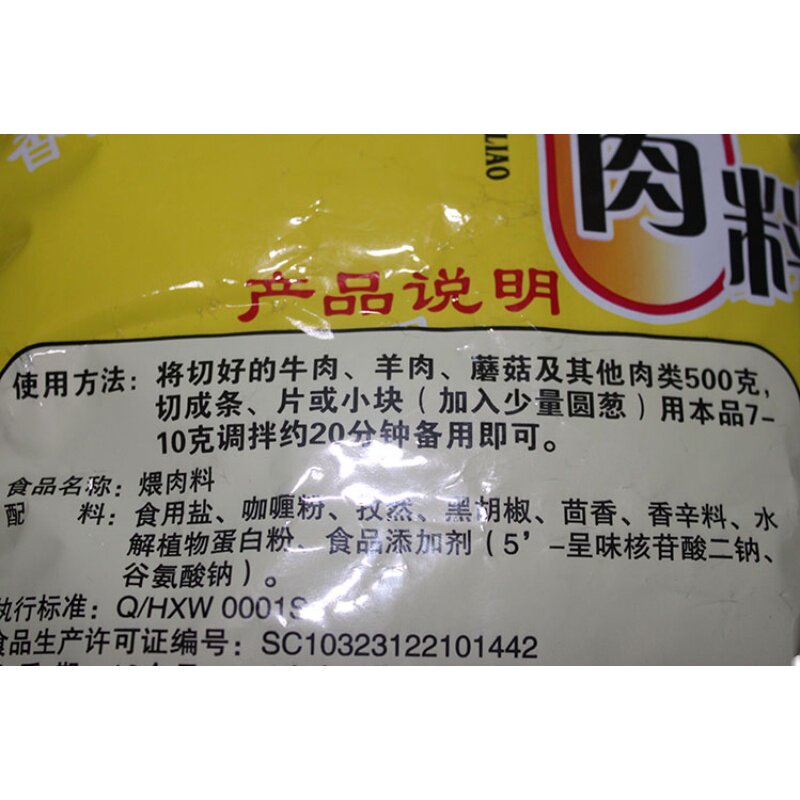 香
LIAO
肉料
产品说明
使用方法：将切好的牛肉、羊肉、蘑菇及其他肉类500克，
切成条、片或小块（加入少量圆葱）用本品7-
10克调拌约20分钟备用即可。
食品名称：煨肉料
配 料：食用盐、咖喱粉、孜然、黑胡椒、茴香、香辛料、水
解植物蛋白粉、食品添加剂（5’-呈味核苷酸二钠、
谷氨酸钠）。
执行标准：Q/HXW 0001S
食品生产许可证编号：SC10323122101442